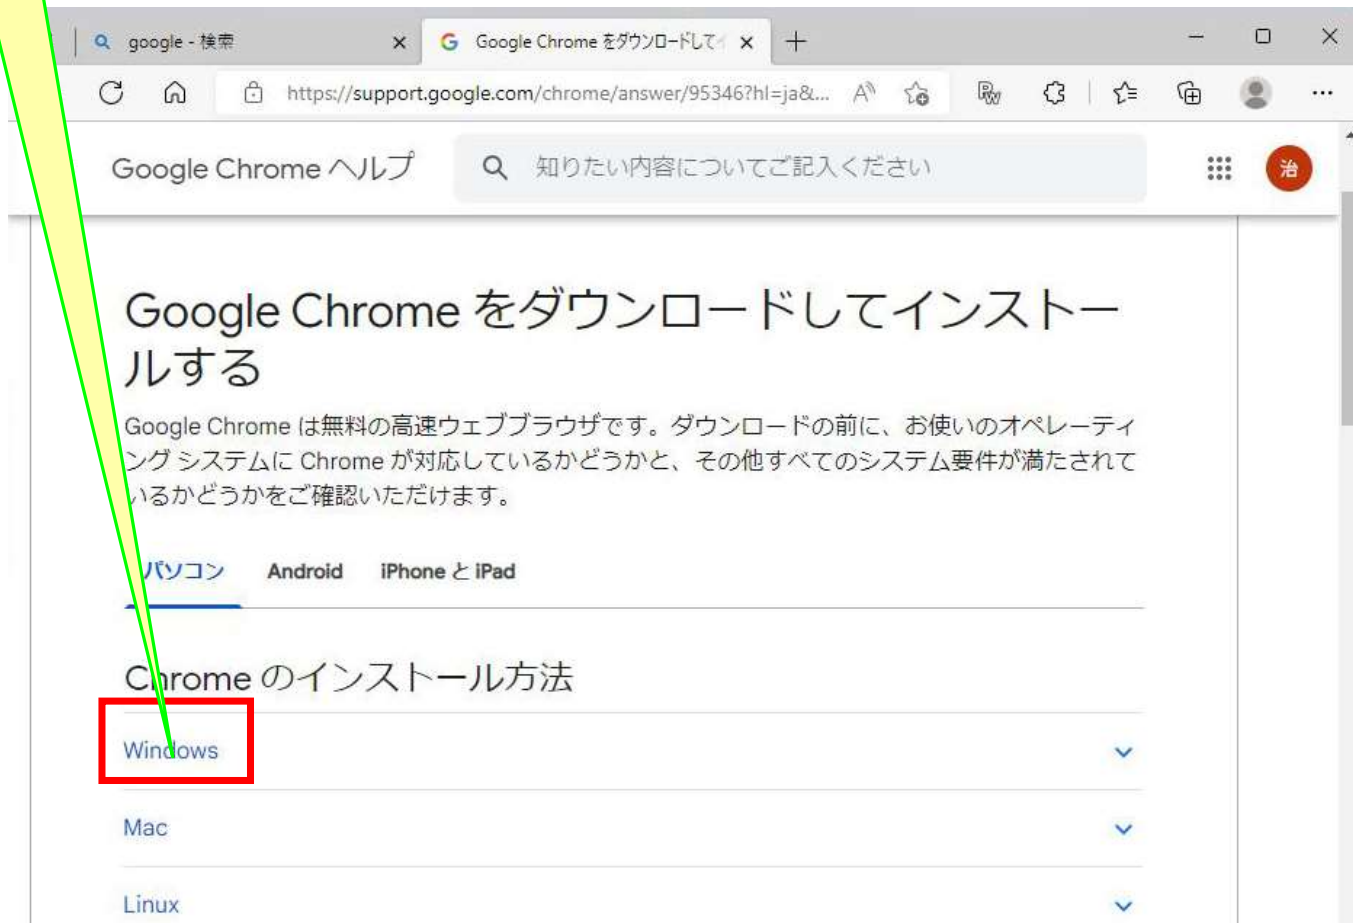 google - 検索
Google Chrome をダウンロードして
https://support.google.com/chrome/answer/95346?hl=ja&...
Google Chrome ヘルプ
知りたい内容についてご記入ください
治
Google Chrome をダウンロードしてインストー
ルする
Google Chrome は無料の高速ウェブブラウザです。ダウンロードの前に、お使いのオペレーティ
ング システムに Chrome が対応しているかどうかと、その他すべてのシステム要件が満たされて
いるかどうかをご確認いただけます。
パソコン Android iPhone と iPad
Chrome のインストール方法
Windows
Mac
Linux